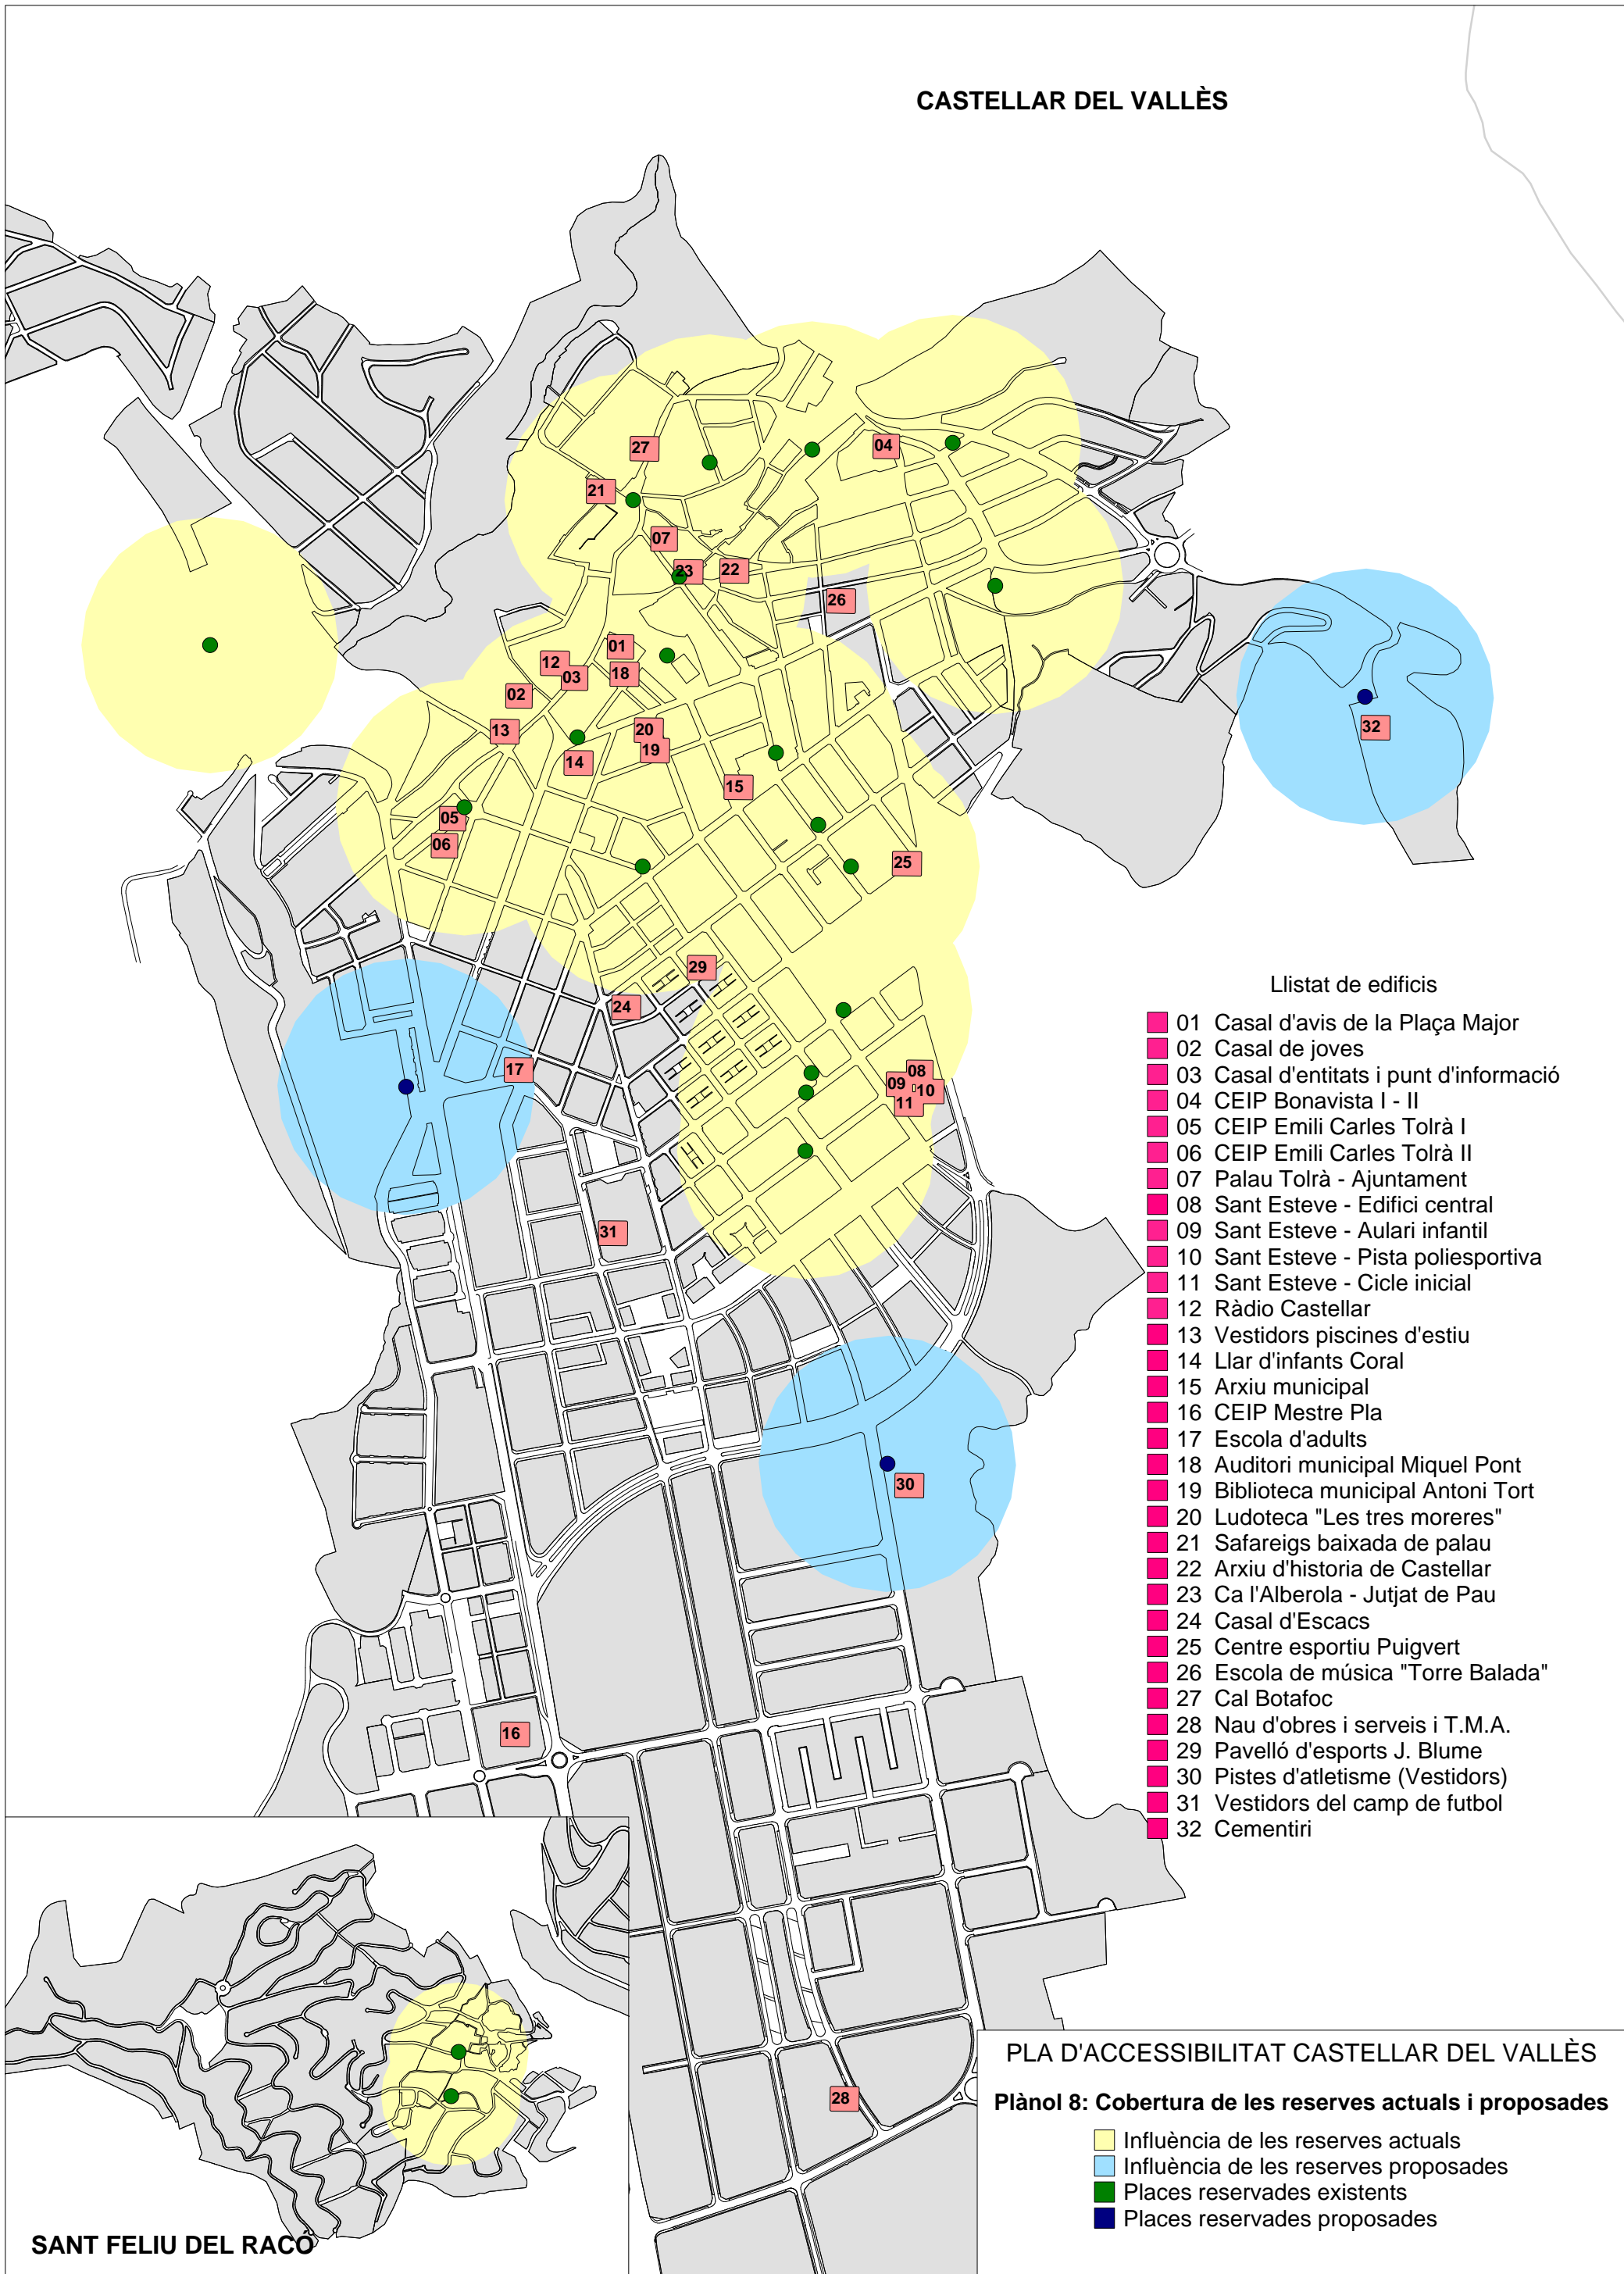 CASTELLAR DEL VALLÈS
27
04
21
07
23
22
26
01
12
03
18
02
13
20
19
14
32
15
05
06
25
29
24
17
08
09
10
11
31
30
16
28
Llistat de edificis
01 Casal d'avis de la Plaça Major
02 Casal de joves
03 Casal d'entitats i punt d'informació
04 CEIP Bonavista I - II
05 CEIP Emili Carles Tolrà I
06 CEIP Emili Carles Tolrà II
07 Palau Tolrà - Ajuntament
08 Sant Esteve - Edifici central
09 Sant Esteve - Aulari infantil
10 Sant Esteve - Pista poliesportiva
11 Sant Esteve - Cicle inicial
12 Ràdio Castellar
13 Vestidors piscines d'estiu
14 Llar d'infants Coral
15 Arxiu municipal
16 CEIP Mestre Pla
17 Escola d'adults
18 Auditori municipal Miquel Pont
19 Biblioteca municipal Antoni Tort
20 Ludoteca "Les tres moreres"
21 Safareigs baixada de palau
22 Arxiu d'historia de Castellar
23 Ca l'Alberola - Jutjat de Pau
24 Casal d'Escacs
25 Centre esportiu Puigvert
26 Escola de música "Torre Balada"
27 Cal Botafoc
28 Nau d'obres i serveis i T.M.A.
29 Pavelló d'esports J. Blume
30 Pistes d'atletisme (Vestidors)
31 Vestidors del camp de futbol
32 Cementiri
SANT FELIU DEL RACÓ
PLA D'ACCESSIBILITAT CASTELLAR DEL VALLÈS
Plànol 8: Cobertura de les reserves actuals i proposades
Influència de les reserves actuals
Influència de les reserves proposades
Places reservades existents
Places reservades proposades